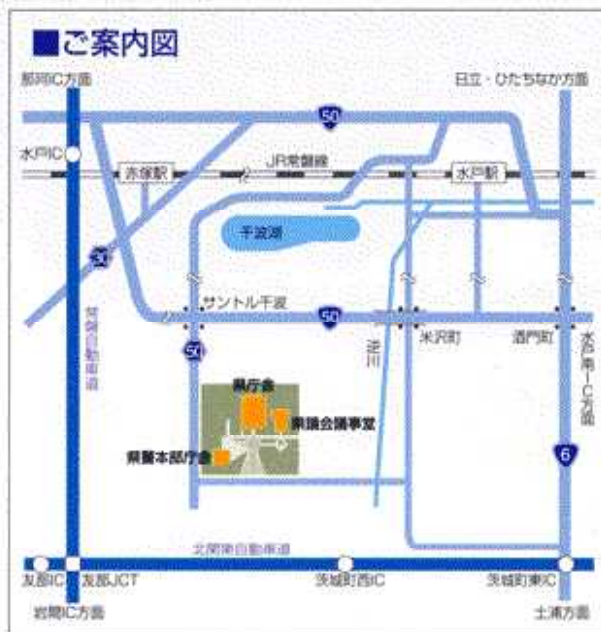 ■ご案内図
那珂IC方面
日立・ひたちなか方面
50
水戸IC
赤塚駅
JR常磐線
水戸駅
千波湖
50
サントル千波
50
米沢町
酒門町
50
逆川
常磐自動車道
水戸南IC方面
県庁舎
県議会議事堂
県警本部庁舎
6
北関東自動車道
友部IC
友部JCT
茨城町西IC
茨城町東IC
岩間IC方面
土浦方面